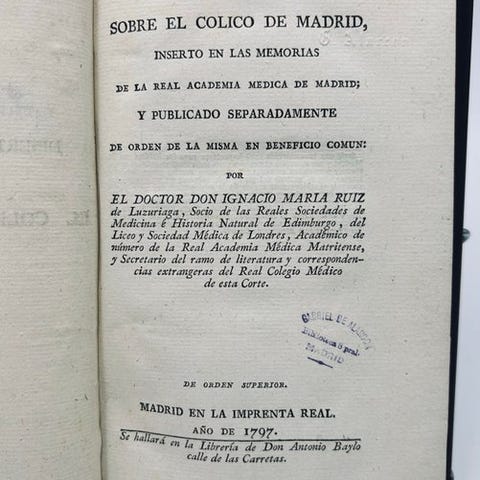 SOBRE EL COLICO DE MADRID,
INSERTO EN LAS MEMORIAS
DE LA REAL ACADEMIA MEDICA DE MADRID;
Y PUBLICADO SEPARADAMENTE
DE ORDEN DE LA MISMA EN BENEFICIO COMUN:
POR
EL DOCTOR DON IGNACIO MARIA RUIZ
de Luzuriaga, Socio de las Reales Sociedades de
Medicina é Historia Natural de Edimburgo, del
Liceo y Sociedad Médica de Londres, Académico de
número de la Real Academia Médica Matritense,
y Secretario del ramo de literatura y corresponden-
cias extrangeras del Real Colegio Médico
de esta Corte.
GABRIEL DE
Biblioteca
MADRID
DE ORDEN SUPERIOR.
MADRID EN LA IMPRENTA REAL.
AÑO DE 1797.
Se hallará en la Librería de Don Antonio Baylo
calle de las Carretas.